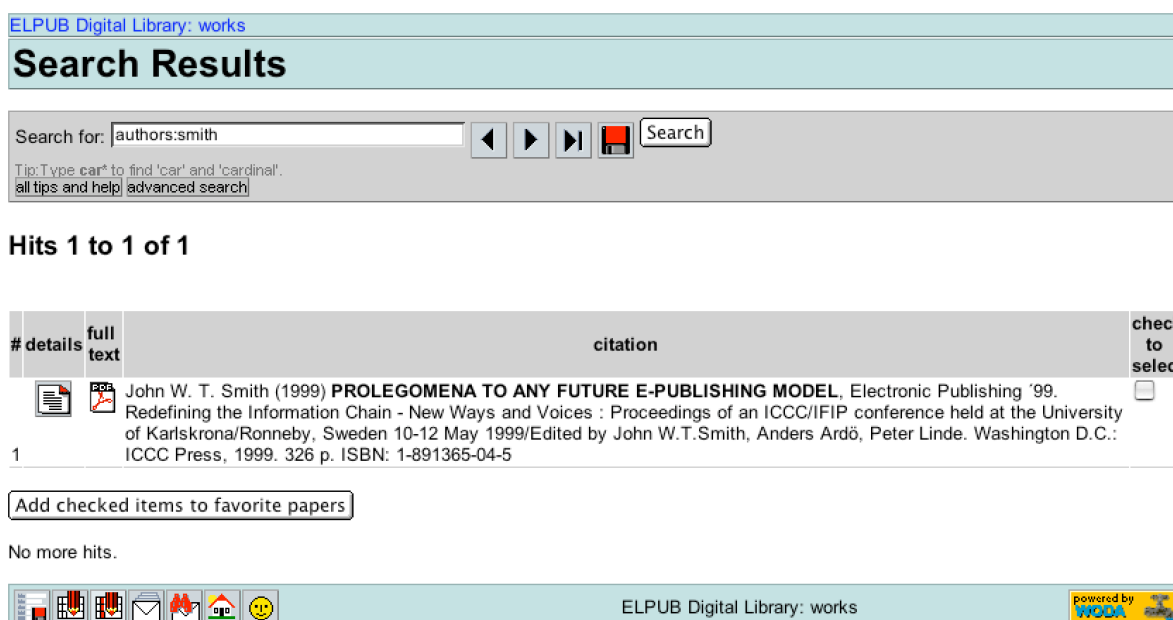 ELPUB Digital Library: works
Search Results
Search for: authors:smith Search
Tip:Type car* to find 'car' and 'cardinal'.
all tips and help advanced search
Hits 1 to 1 of 1
# details full text citation chec to selec
PDF John W. T. Smith (1999) PROLEGOMENA TO ANY FUTURE E-PUBLISHING MODEL, Electronic Publishing ´99.
Redefining the Information Chain - New Ways and Voices : Proceedings of an ICCC/IFIP conference held at the University
of Karlskrona/Ronneby, Sweden 10-12 May 1999/Edited by John W.T.Smith, Anders Ardö, Peter Linde. Washington D.C.:
1 ICCC Press, 1999. 326 p. ISBN: 1-891365-04-5
Add checked items to favorite papers
No more hits.
ELPUB Digital Library: works powered by
WODA